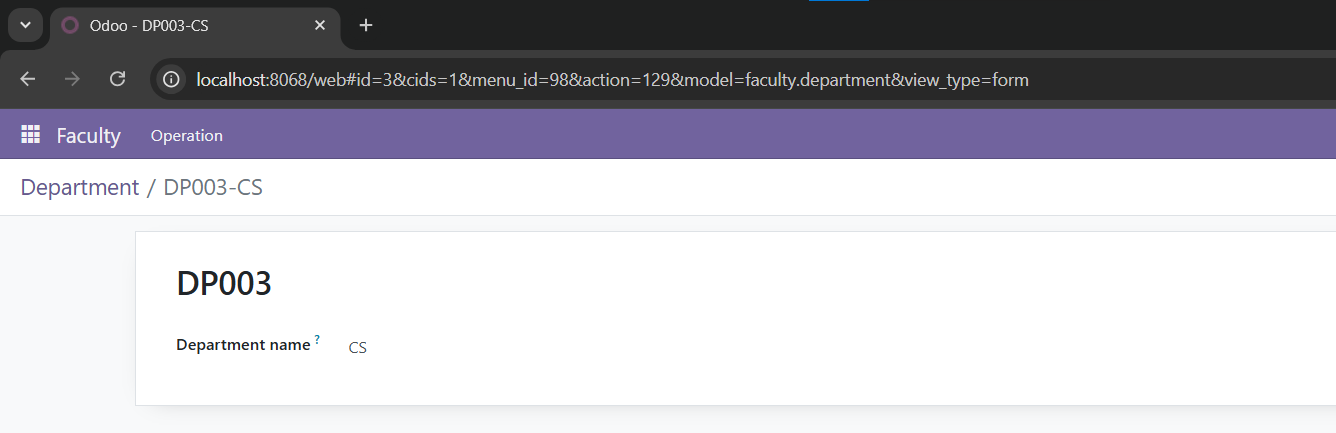 Odoo - DP003-CS
localhost:8068/web#id=3&cids=1&menu_id=98&action=129&model=faculty.department&view_type=form
Faculty Operation
Department / DP003-CS
DP003
Department name ? CS